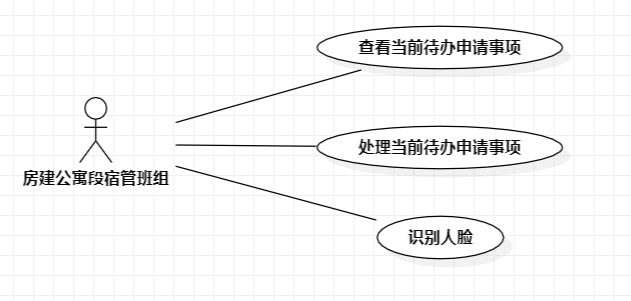 查看当前待办申请事项
处理当前待办申请事项
房建公寓段宿管班组
识别人脸